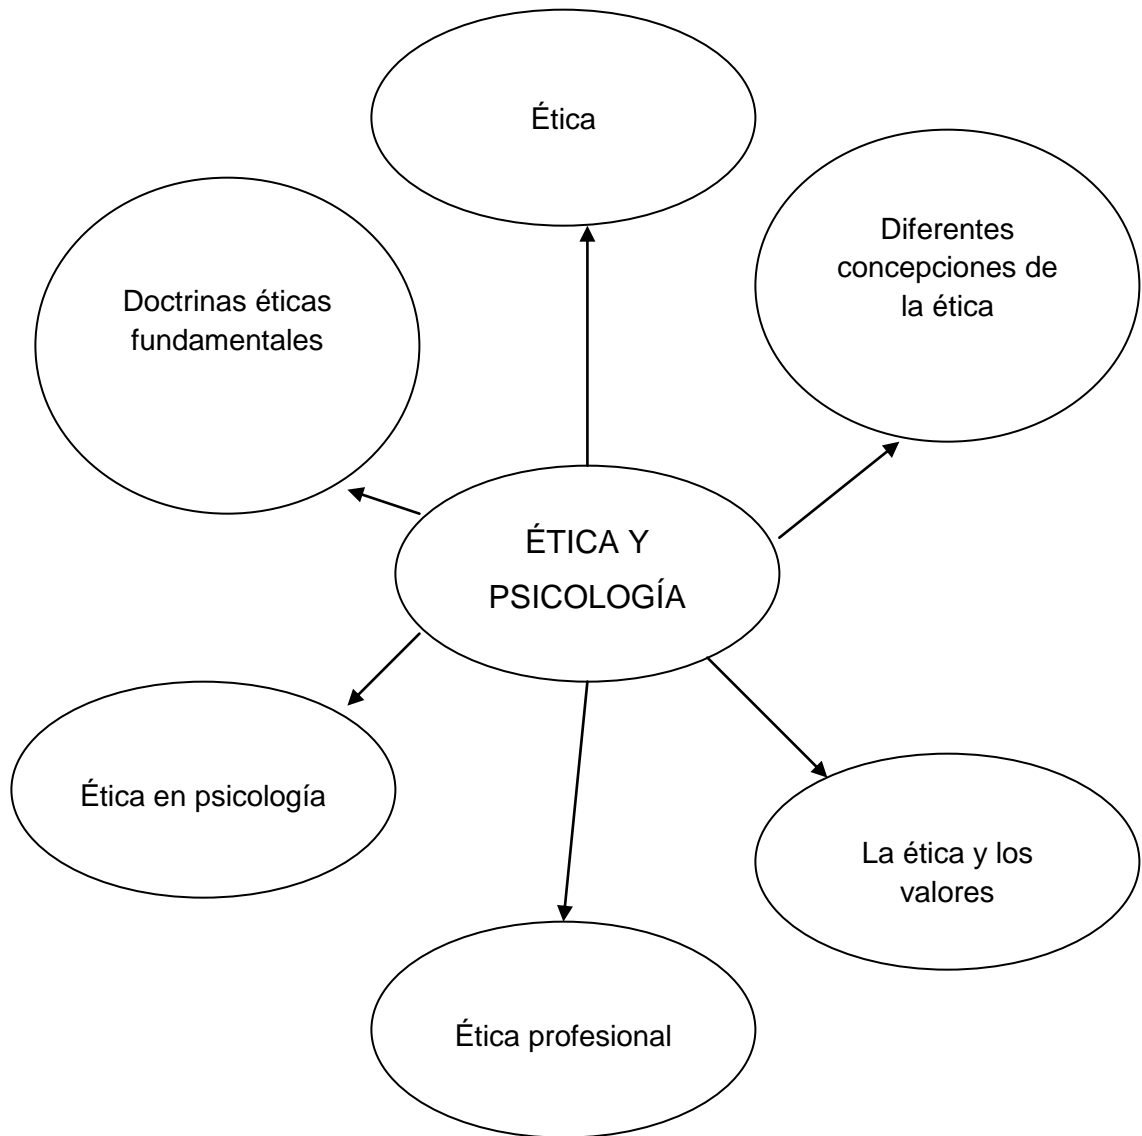 Ética
Diferentes
concepciones de
la ética
Doctrinas éticas
fundamentales
ÉTICA Y
PSICOLOGÍA
Ética en psicología
La ética y los
valores
Ética profesional